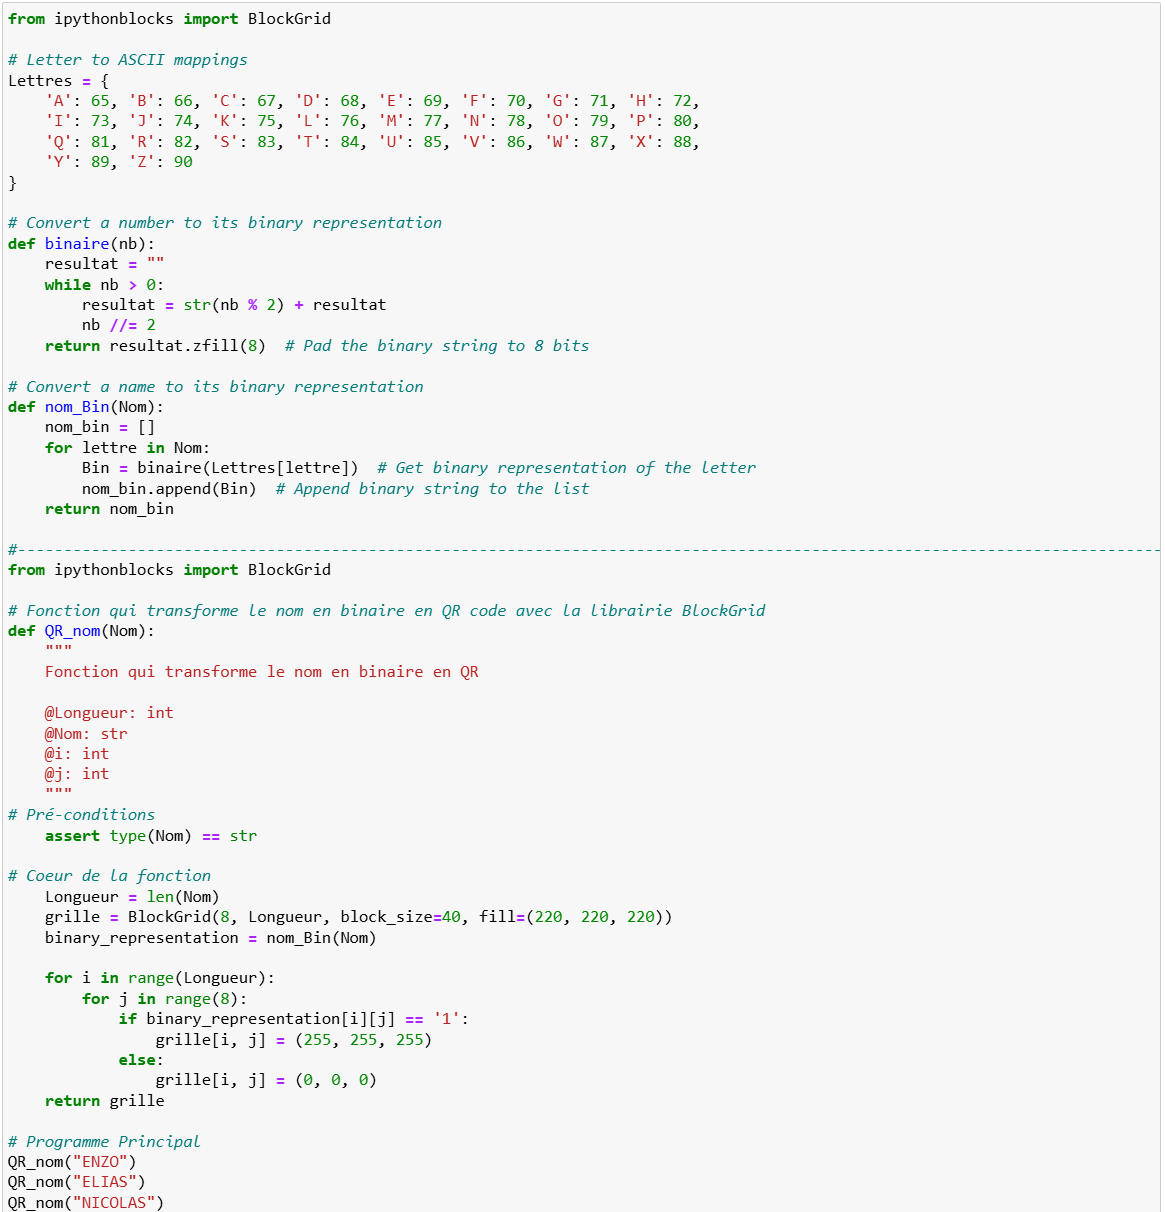 from ipythonblocks import BlockGrid
# Letter to ASCII mappings
Lettres = {
    'A': 65, 'B': 66, 'C': 67, 'D': 68, 'E': 69, 'F': 70, 'G': 71, 'H': 72,
    'I': 73, 'J': 74, 'K': 75, 'L': 76, 'M': 77, 'N': 78, 'O': 79, 'P': 80,
    'Q': 81, 'R': 82, 'S': 83, 'T': 84, 'U': 85, 'V': 86, 'W': 87, 'X': 88,
    'Y': 89, 'Z': 90
}
# Convert a number to its binary representation
def binaire(nb):
    resultat = ""
    while nb > 0:
        resultat = str(nb % 2) + resultat
        nb //= 2
    return resultat.zfill(8)  # Pad the binary string to 8 bits
# Convert a name to its binary representation
def nom_Bin(Nom):
    nom_bin = []
    for lettre in Nom:
        Bin = binaire(Lettres[lettre])  # Get binary representation of the letter
        nom_bin.append(Bin)  # Append binary string to the list
    return nom_bin
#----------------------------------------------------------------------------------------------------------------------------
from ipythonblocks import BlockGrid
# Fonction qui transforme le nom en binaire en QR code avec la librairie BlockGrid
def QR_nom(Nom):
    """
    Fonction qui transforme le nom en binaire en QR
    @Longueur: int
    @Nom: str
    @i: int
    @j: int
    """
# Pré-conditions
    assert type(Nom) == str
# Coeur de la fonction
    Longueur = len(Nom)
    grille = BlockGrid(8, Longueur, block_size=40, fill=(220, 220, 220))
    binary_representation = nom_Bin(Nom)
    for i in range(Longueur):
        for j in range(8):
            if binary_representation[i][j] == '1':
                grille[i, j] = (255, 255, 255)
            else:
                grille[i, j] = (0, 0, 0)
    return grille
# Programme Principal
QR_nom("ENZO")
QR_nom("ELIAS")
QR_nom("NICOLAS")